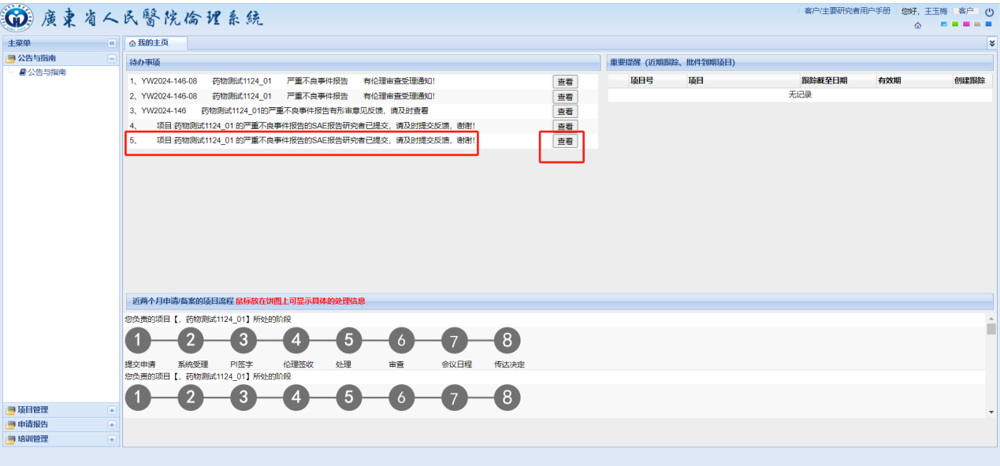 廣東省人民醫院倫理系統
客户/主要研究者用户手册 您好，王玉梅 客户
主菜单
公告与指南
公告与指南
我的主页
待办事项
1、YW2024-146-08 药物测试1124_01 严重不良事件报告 有伦理审查受理通知! 查看
2、YW2024-146-08 药物测试1124_01 严重不良事件报告 有伦理审查受理通知! 查看
3、YW2024-146 药物测试1124_01的严重不良事件报告有形审意见反馈，请及时查看 查看
4、 项目:药物测试1124_01 的严重不良事件报告的SAE报告研究者已提交，请及时提交反馈，谢谢! 查看
5、 项目:药物测试1124_01 的严重不良事件报告的SAE报告研究者已提交，请及时提交反馈，谢谢! 查看
重要提醒（近期跟踪、批件到期项目）
项目号 项目 跟踪截至日期 有效期 创建跟踪
无记录
近两个月申请/备案的项目流程 鼠标放在饼图上可显示具体的处理信息
您负责的项目【，药物测试1124_01】所处的阶段
1 2 3 4 5 6 7 8
提交申请 系统受理 PI签字 伦理签收 处理 审查 会议日程 传达决定
您负责的项目【，药物测试1124_01】所处的阶段
1 2 3 4 5 6 7 8
项目管理
申请报告
培训管理